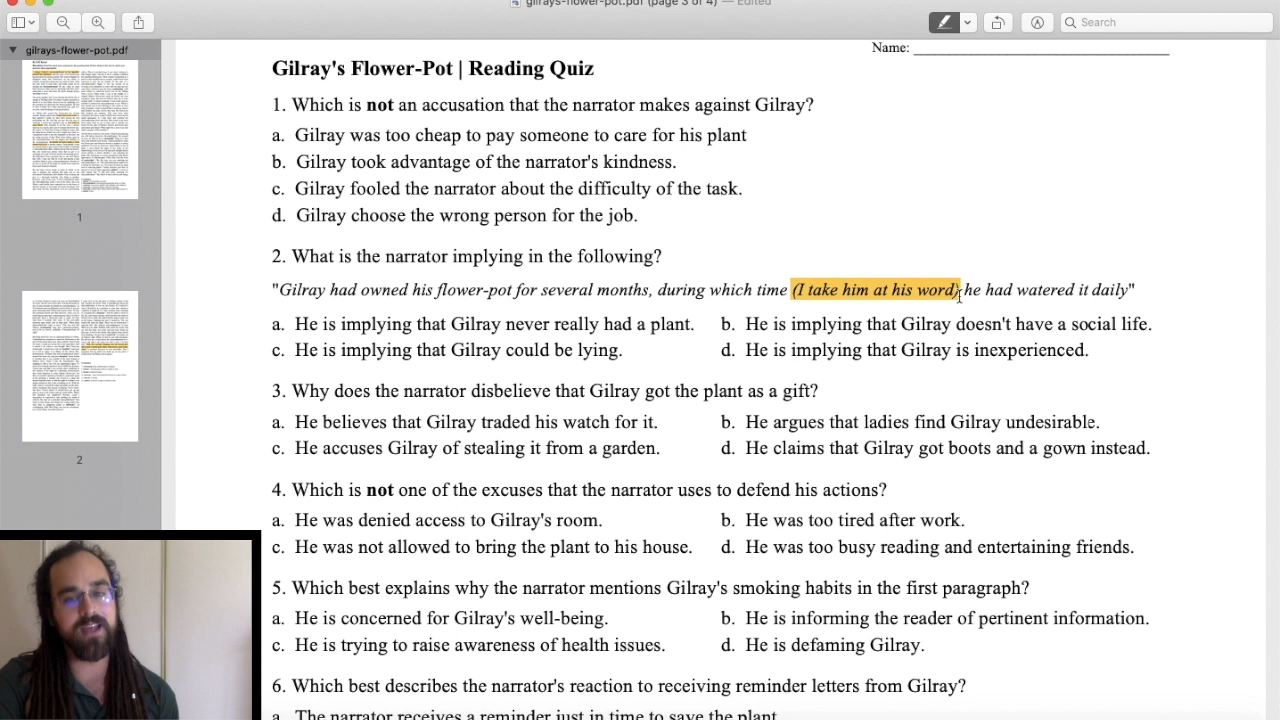 gilrays-flower-pot.pdf (page 3 of 4) — Edited
Search
gilrays-flower-pot.pdf
1
2
Name:
Gilray's Flower-Pot | Reading Quiz
1. Which is not an accusation that the narrator makes against Gilray?
a. Gilray was too cheap to pay someone to care for his plant.
b. Gilray took advantage of the narrator's kindness.
c. Gilray fooled the narrator about the difficulty of the task.
d. Gilray choose the wrong person for the job.
2. What is the narrator implying in the following?
"Gilray had owned his flower-pot for several months, during which time (I take him at his word) he had watered it daily"
a. He is implying that Gilray never really had a plant. b. He is implying that Gilray doesn't have a social life.
c. He is implying that Gilray could be lying. d. He is implying that Gilray is inexperienced.
3. Why does the narrator not believe that Gilray got the plant as a gift?
a. He believes that Gilray traded his watch for it. b. He argues that ladies find Gilray undesirable.
c. He accuses Gilray of stealing it from a garden. d. He claims that Gilray got boots and a gown instead.
4. Which is not one of the excuses that the narrator uses to defend his actions?
a. He was denied access to Gilray's room. b. He was too tired after work.
c. He was not allowed to bring the plant to his house. d. He was too busy reading and entertaining friends.
5. Which best explains why the narrator mentions Gilray's smoking habits in the first paragraph?
a. He is concerned for Gilray's well-being. b. He is informing the reader of pertinent information.
c. He is trying to raise awareness of health issues. d. He is defaming Gilray.
6. Which best describes the narrator's reaction to receiving reminder letters from Gilray?
a. The narrator receives a reminder just in time to save the plant.